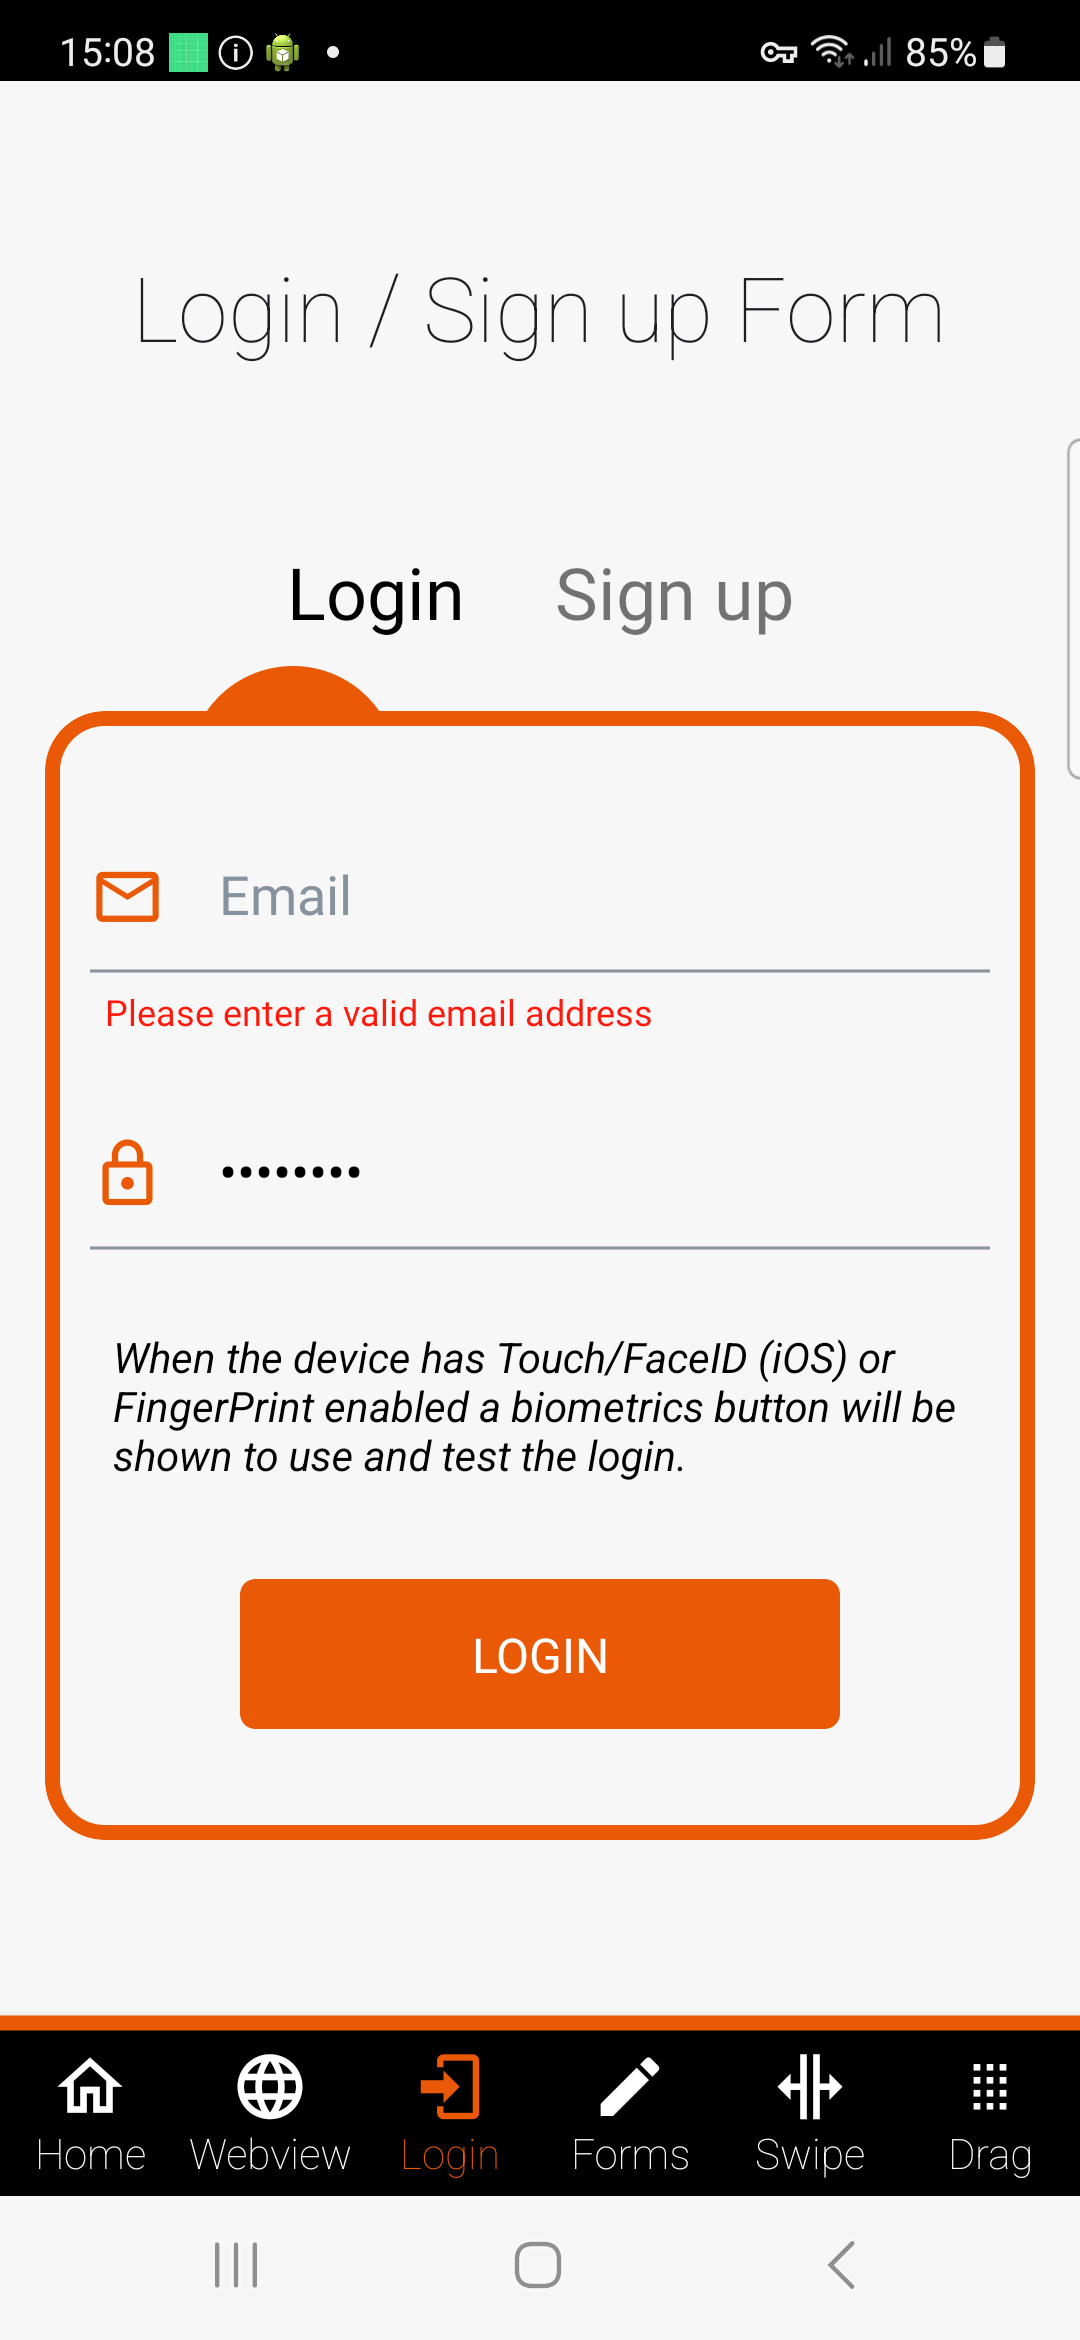 15:08
85%
Login / Sign up Form
Login
Sign up
Email
Please enter a valid email address
••••••••
When the device has Touch/FaceID (iOS) or
FingerPrint enabled a biometrics button will be
shown to use and test the login.
LOGIN
Home
Webview
Login
Forms
Swipe
Drag